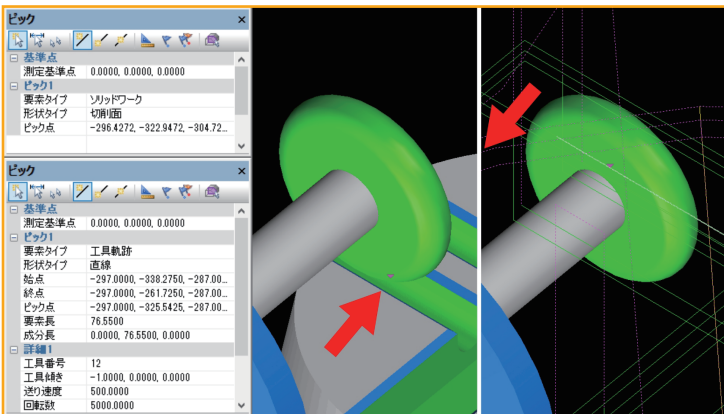 ピック
基準点
測定基準点 0.0000, 0.0000, 0.0000
ピック1
要素タイプ ソリッドワーク
形状タイプ 切削面
ピック点 -296.4272, -322.9472, -304.72...
ピック
基準点
測定基準点 0.0000, 0.0000, 0.0000
ピック1
要素タイプ 工具軌跡
形状タイプ 直線
始点 -297.0000, -338.2750, -287.00...
終点 -297.0000, -261.7250, -287.00...
ピック点 -297.0000, -325.5425, -287.00...
要素長 76.5500
成分長 0.0000, 76.5500, 0.0000
詳細1
工具番号 12
工具傾き -1.0000, 0.0000, 0.0000
送り速度 500.0000
回転数 5000.0000